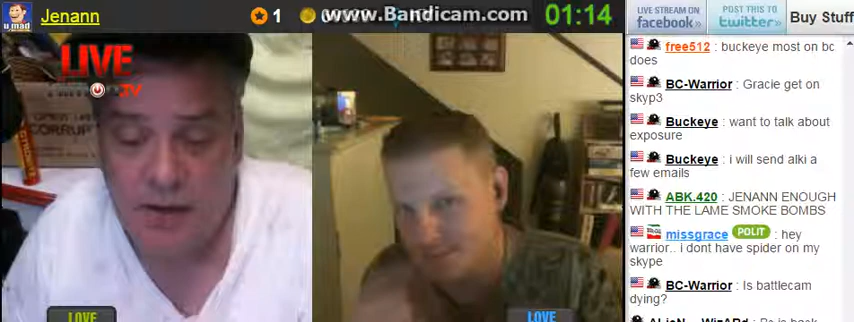 u mad
Jenann
1
www.Bandicam.com
01:14
LIVE STREAM ON
facebook»
POST THIS TO
twitter»
Buy Stuff
LIVE
TV
CORRUP
LOVE
LOVE
free512 : buckeye most on bc
does
BC-Warrior : Gracie get on
skyp3
Buckeye : want to talk about
exposure
Buckeye : i will send alki a
few emails
ABK.420 : JENANN ENOUGH
WITH THE LAME SMOKE BOMBS
missgrace POLIT : hey
warrior.. i dont have spider on my
skype
BC-Warrior : Is battlecam
dying?